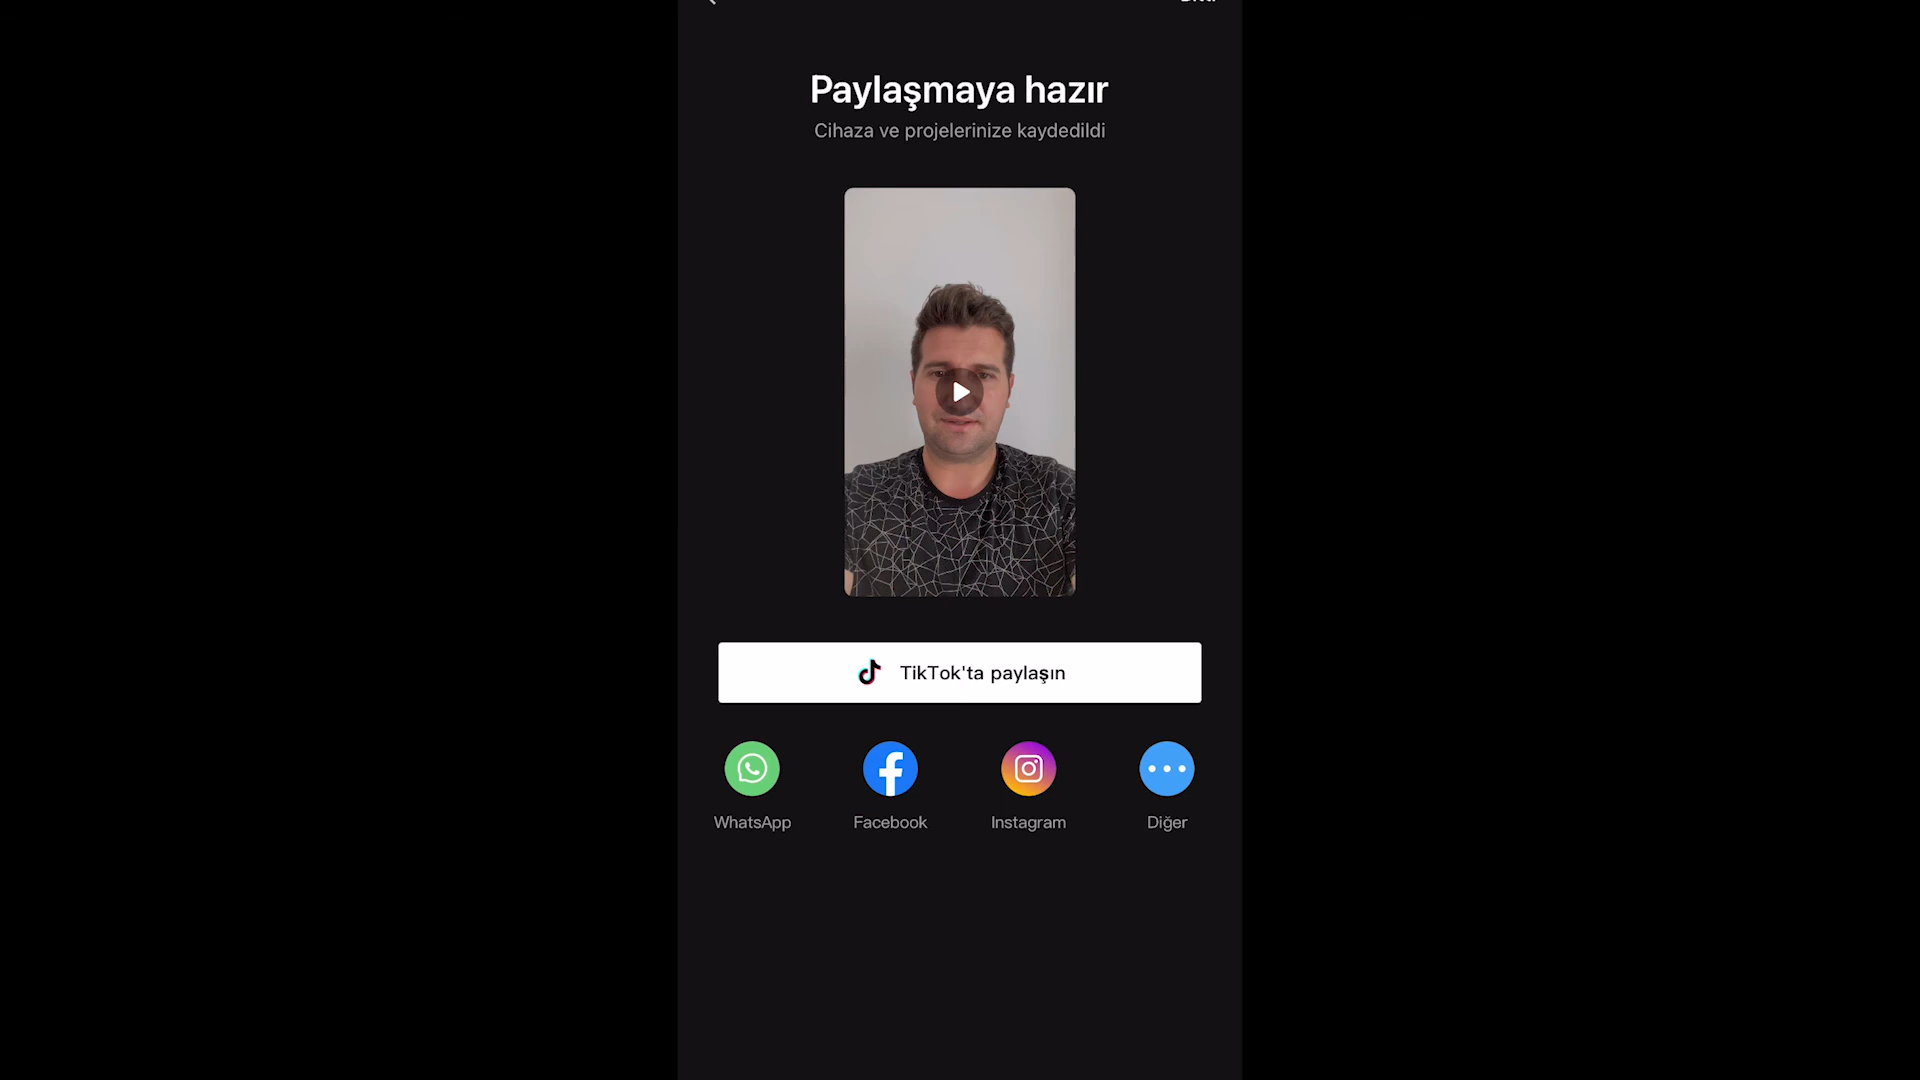 Paylaşmaya hazır
Cihaza ve projelerinize kaydedildi
TikTok'ta paylaşın
WhatsApp
Facebook
Instagram
Diğer